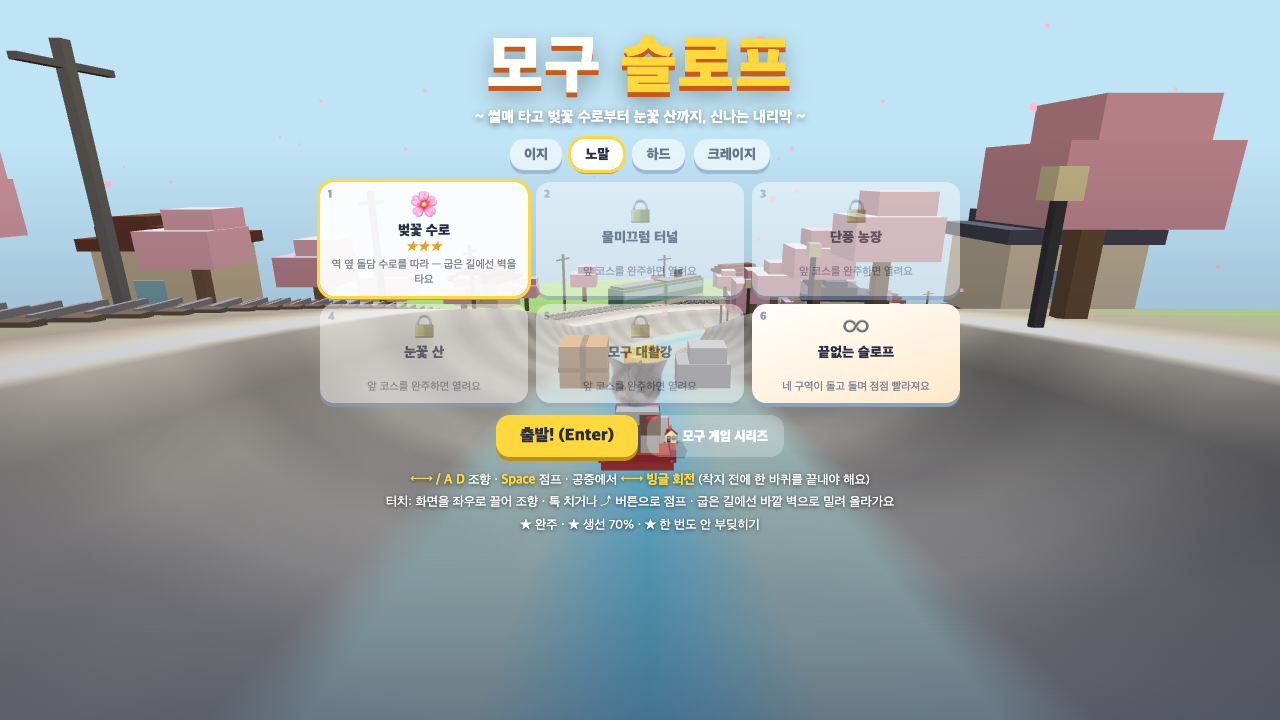 모구 슬로프
~ 썰매 타고 벚꽃 수로부터 눈꽃 산까지, 신나는 내리막 ~
이지
노말
하드
크레이지
1
벚꽃 수로
★★★
역 옆 돌담 수로를 따라 — 굽은 길에선 벽을
타요
2
물미끄럼 터널
앞 코스를 완주하면 열려요
3
단풍 농장
앞 코스를 완주하면 열려요
4
눈꽃 산
앞 코스를 완주하면 열려요
5
모구 대활강
앞 코스를 완주하면 열려요
6
∞
끝없는 슬로프
네 구역이 돌고 돌며 점점 빨라져요
출발! (Enter)
🏠 모구 게임 시리즈
←→ / A D 조향 · Space 점프 · 공중에서 ←→ 빙글 회전 (착지 전에 한 바퀴를 끝내야 해요)
터치: 화면을 좌우로 끌어 조향 · 톡 치거나 ⤴ 버튼으로 점프 · 굽은 길에선 바깥 벽으로 밀려 올라가요
★ 완주 · ★ 생선 70% · ★ 한 번도 안 부딪히기